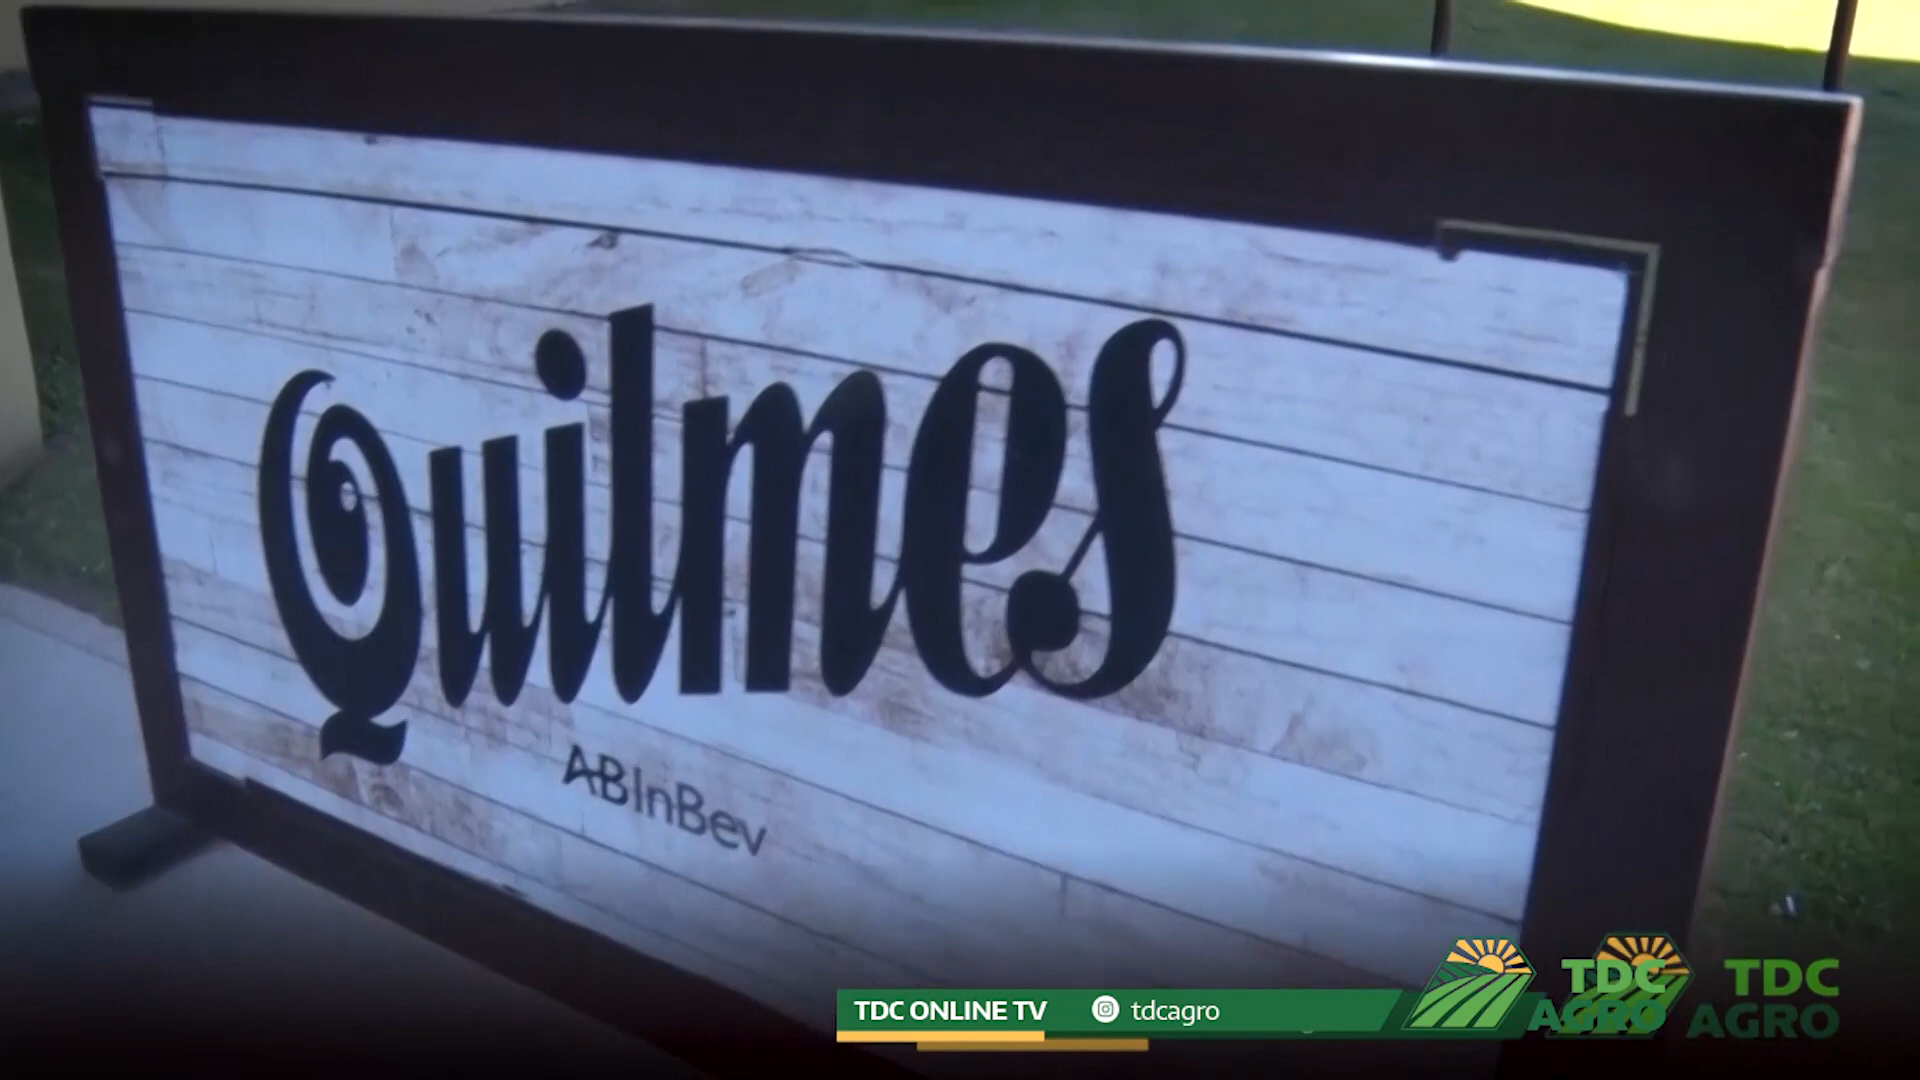 Quilmes
ABInBev
TDC ONLINE TV
tdcagro
TDC
AGRO
TDC
AGRO